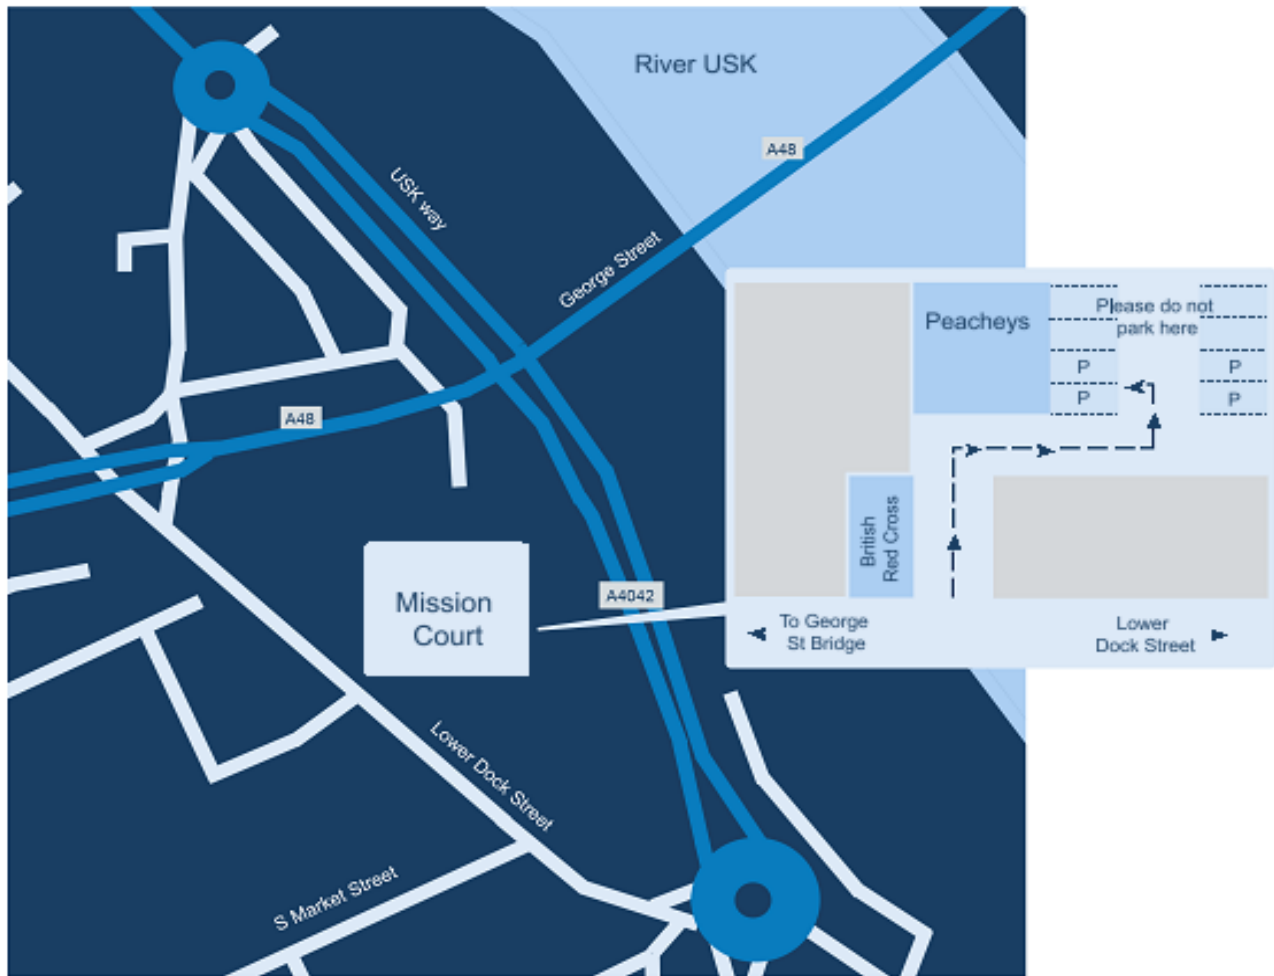 River USK
A48
USK way
George Street
A48
Peacheys
Please do not
park here
P
P
P
P
British
Red Cross
Mission
Court
A4042
To George
St Bridge
Lower
Dock Street
Lower Dock Street
S Market Street